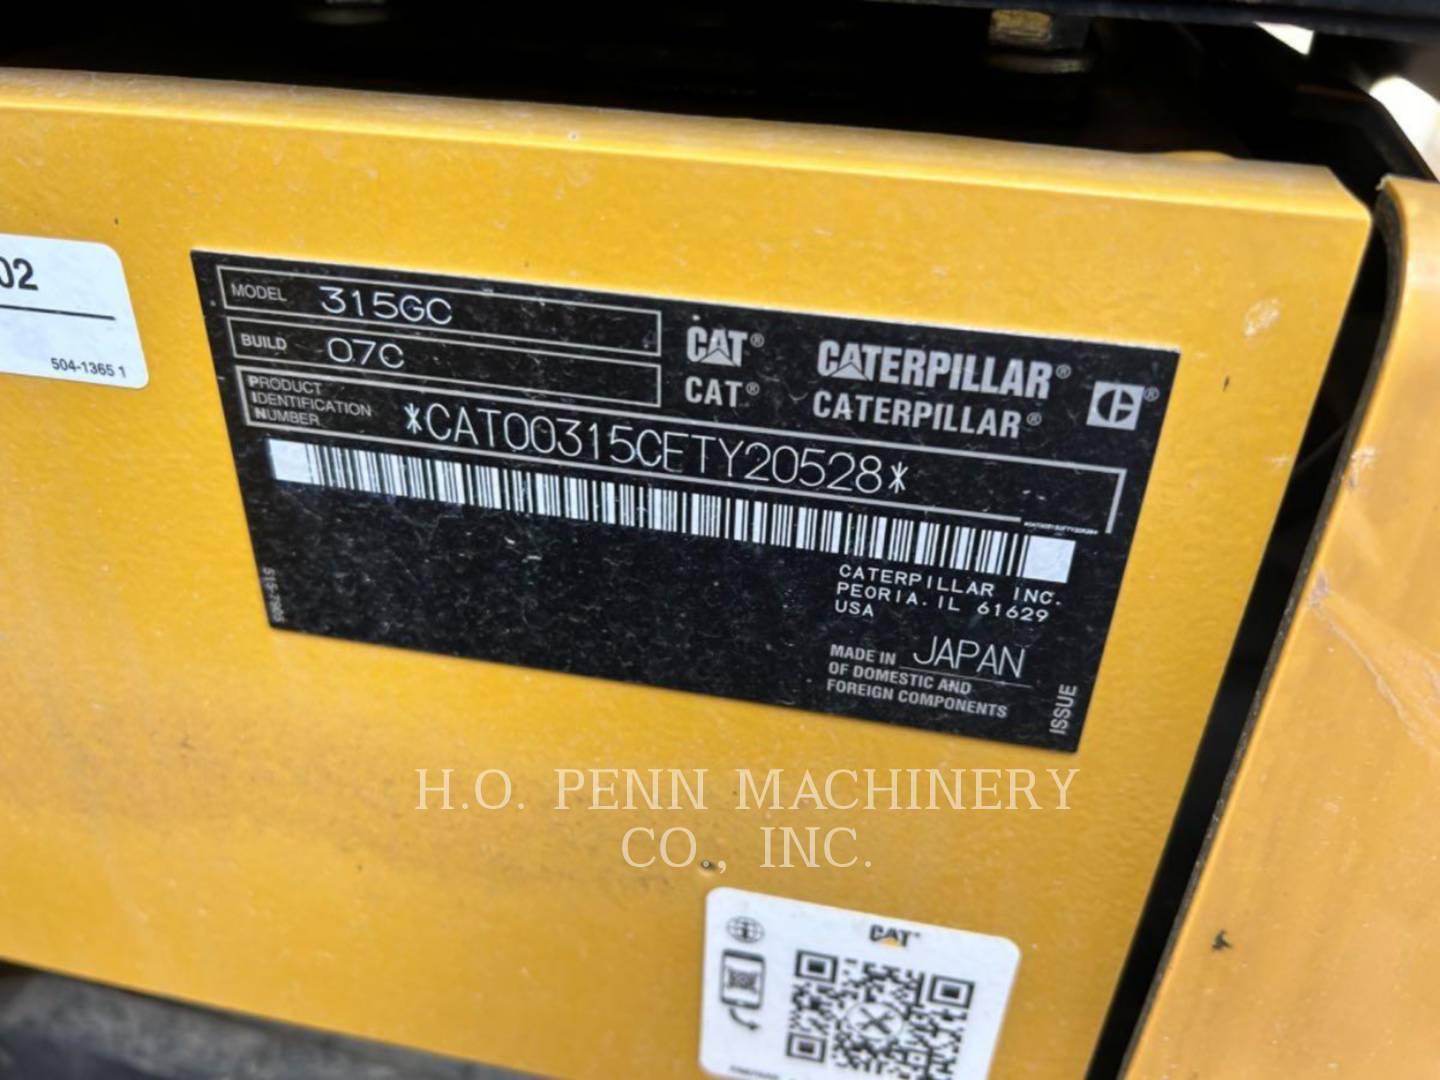 02
504-1365 1
MODEL 315GC
BUILD 07C
PRODUCT
IDENTIFICATION
NUMBER
*CAT00315CFTY20528*
CAT® CATERPILLAR®
CAT® CATERPILLAR®
CATERPILLAR INC.
PEORIA. IL 61629
USA
MADE IN JAPAN
OF DOMESTIC AND
FOREIGN COMPONENTS
ISSUE
H.O. PENN MACHINERY
CO., INC.
CAT